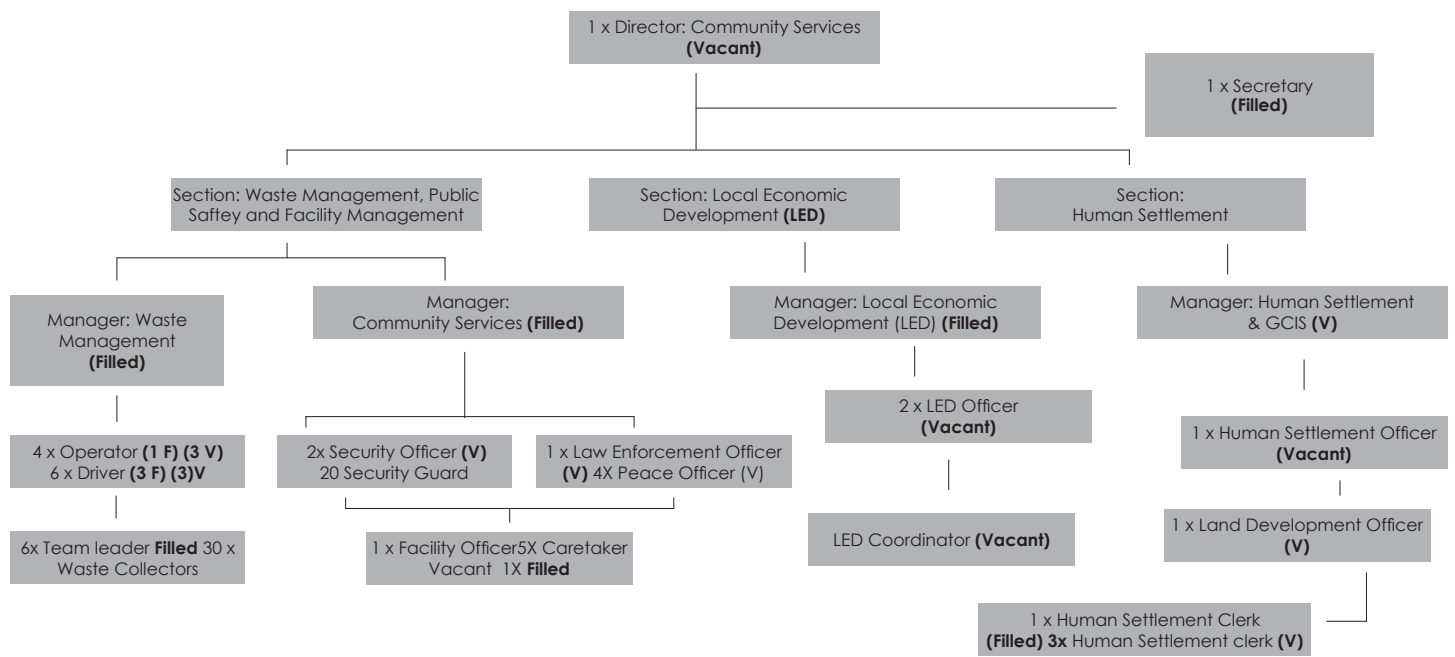 1 x Director: Community Services
(Vacant)
1 x Secretary
(Filled)
Section: Waste Management, Public
Saftey and Facility Management
Section: Local Economic
Development (LED)
Section:
Human Settlement
Manager: Waste
Management
(Filled)
Manager:
Community Services (Filled)
Manager: Local Economic
Development (LED) (Filled)
Manager: Human Settlement
& GCIS (V)
4 x Operator (1 F) (3 V)
6 x Driver (3 F) (3)V
2x Security Officer (V)
20 Security Guard
1 x Law Enforcement Officer
(V) 4X Peace Officer (V)
2 x LED Officer
(Vacant)
1 x Human Settlement Officer
(Vacant)
6x Team leader Filled 30 x
Waste Collectors
1 x Facility Officer5X Caretaker
Vacant 1X Filled
LED Coordinator (Vacant)
1 x Land Development Officer
(V)
1 x Human Settlement Clerk
(Filled) 3x Human Settlement clerk (V)